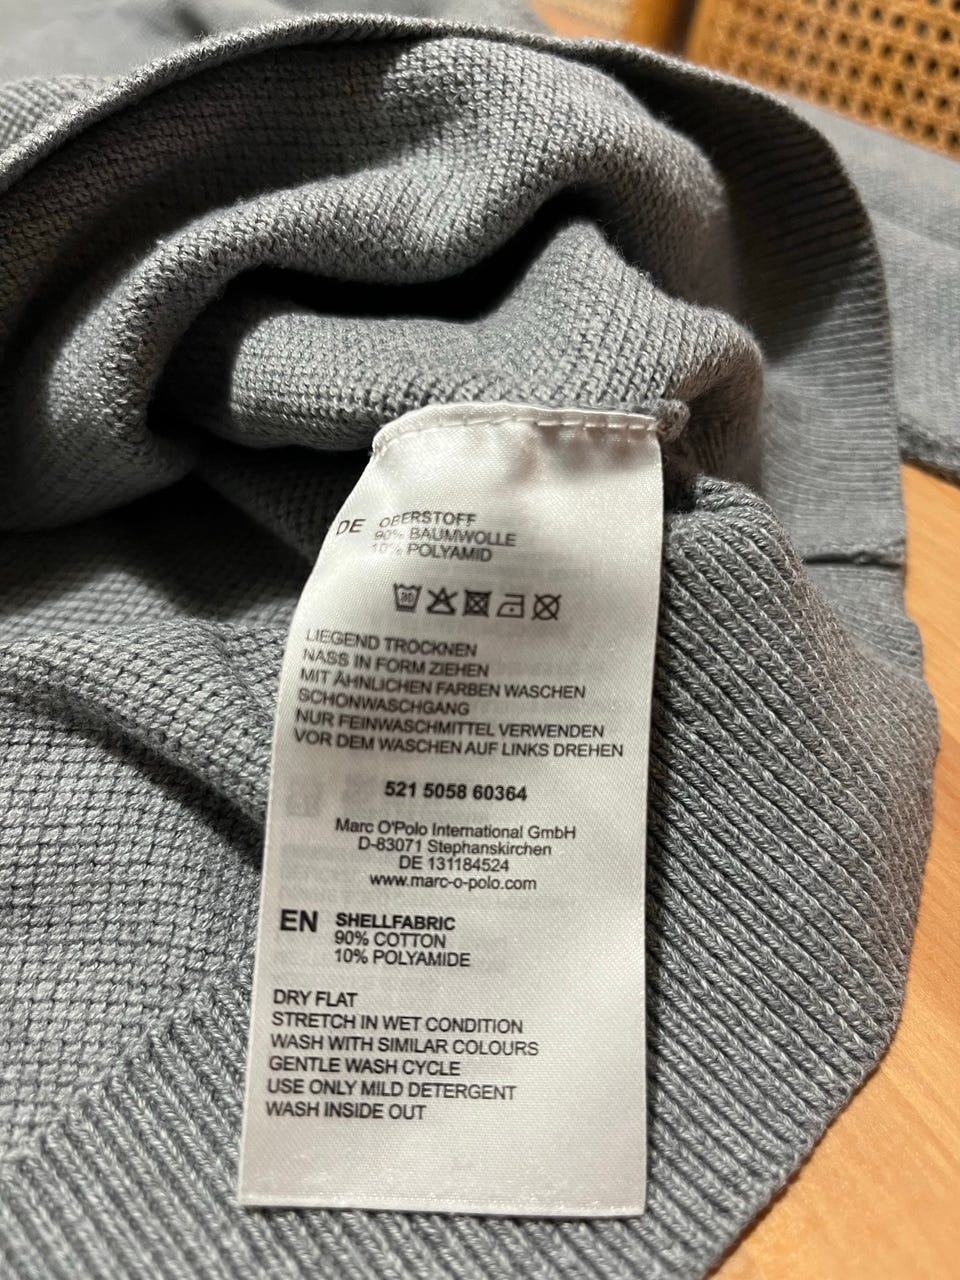 DE OBERSTOFF
90% BAUMWOLLE
10% POLYAMID
30
LIEGEND TROCKNEN
NASS IN FORM ZIEHEN
MIT ÄHNLICHEN FARBEN WASCHEN
SCHONWASCHGANG
NUR FEINWASCHMITTEL VERWENDEN
VOR DEM WASCHEN AUF LINKS DREHEN
521 5058 60364
Marc O'Polo International GmbH
D-83071 Stephanskirchen
DE 131184524
www.marc-o-polo.com
EN SHELLFABRIC
90% COTTON
10% POLYAMIDE
DRY FLAT
STRETCH IN WET CONDITION
WASH WITH SIMILAR COLOURS
GENTLE WASH CYCLE
USE ONLY MILD DETERGENT
WASH INSIDE OUT